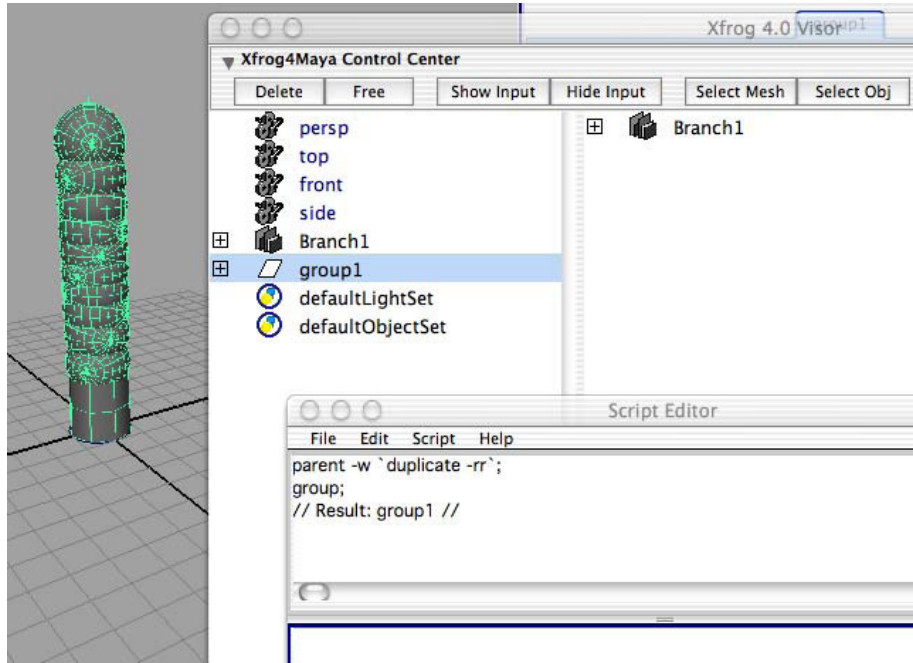 group1
Xfrog 4.0 Visor
Xfrog4Maya Control Center
Delete Free Show Input Hide Input Select Mesh Select Obj
persp
top
front
side
Branch1
group1
defaultLightSet
defaultObjectSet
Branch1
Script Editor
File Edit Script Help
parent -w `duplicate -rr`;
group;
// Result: group1 //